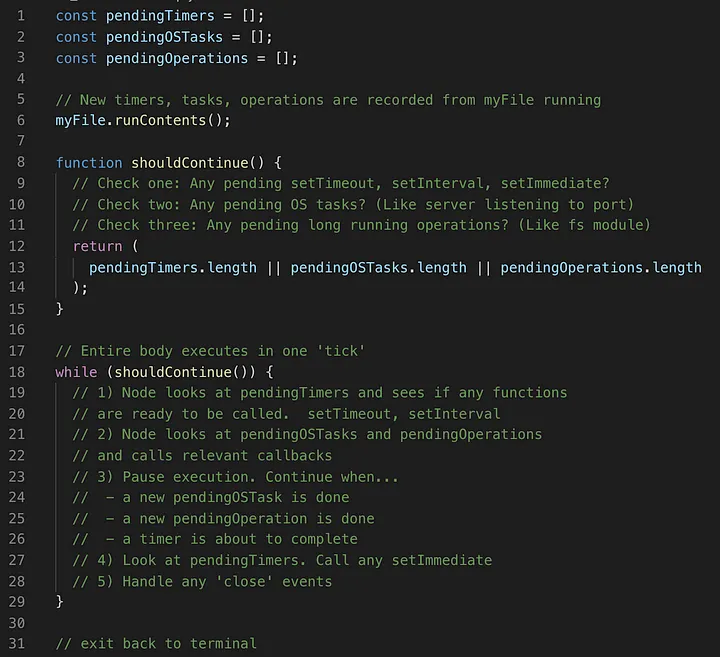 1 const pendingTimers = [];
2 const pendingOSTasks = [];
3 const pendingOperations = [];
4
5 // New timers, tasks, operations are recorded from myFile running
6 myFile.runContents();
7
8 function shouldContinue() {
9   // Check one: Any pending setTimeout, setInterval, setImmediate?
10   // Check two: Any pending OS tasks? (Like server listening to port)
11   // Check three: Any pending long running operations? (Like fs module)
12   return (
13     pendingTimers.length || pendingOSTasks.length || pendingOperations.length
14   );
15 }
16
17 // Entire body executes in one 'tick'
18 while (shouldContinue()) {
19   // 1) Node looks at pendingTimers and sees if any functions
20   // are ready to be called.  setTimeout, setInterval
21   // 2) Node looks at pendingOSTasks and pendingOperations
22   // and calls relevant callbacks
23   // 3) Pause execution. Continue when...
24   //  - a new pendingOSTask is done
25   //  - a new pendingOperation is done
26   //  - a timer is about to complete
27   // 4) Look at pendingTimers. Call any setImmediate
28   // 5) Handle any 'close' events
29 }
30
31 // exit back to terminal